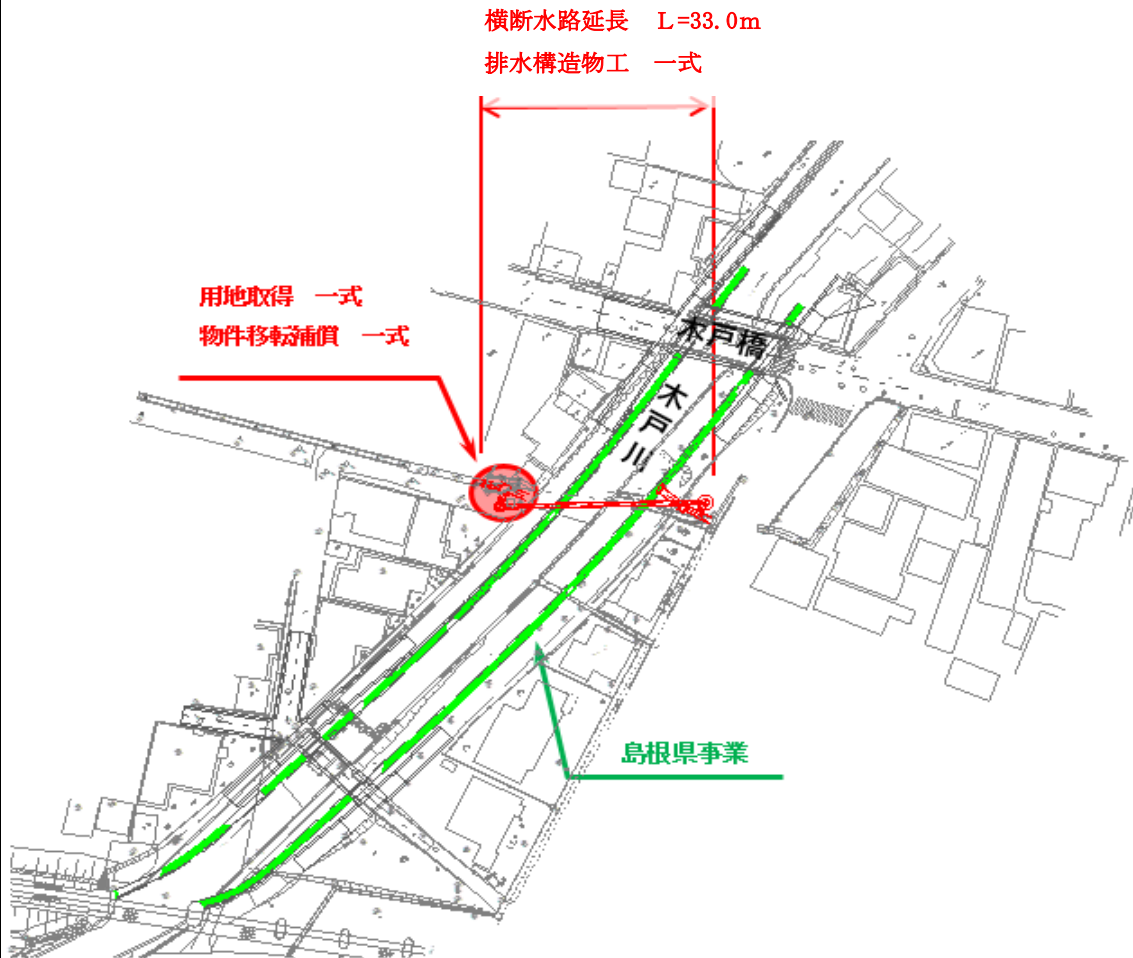 横断水路延長　L=33.0m
排水構造物工　一式
用地取得　一式
物件移転補償　一式
木戸橋
木戸川
島根県事業